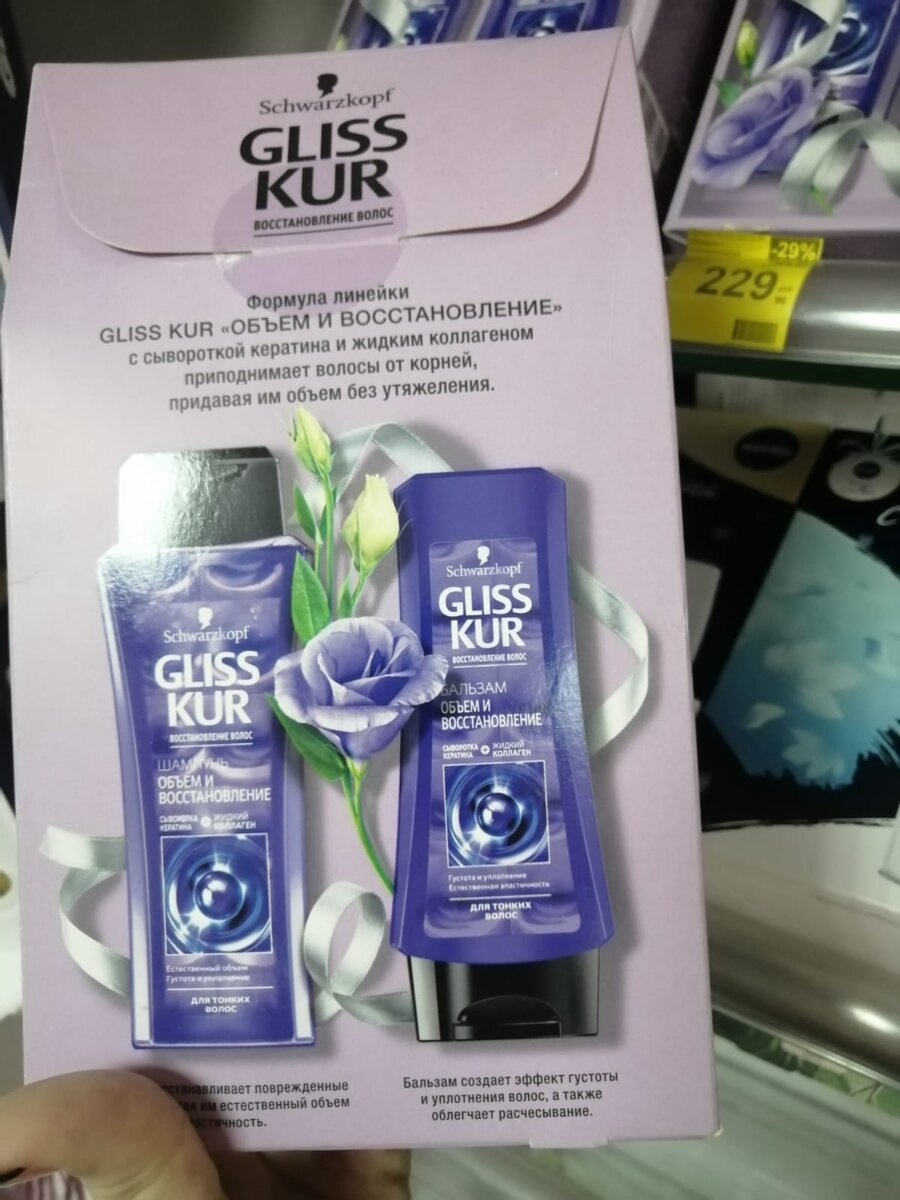 Schwarzkopf
GLISS
KUR
ВОССТАНОВЛЕНИЕ ВОЛОС
Формула линейки
GLISS KUR «ОБЪЕМ И ВОССТАНОВЛЕНИЕ»
с сывороткой кератина и жидким коллагеном
приподнимает волосы от корней,
придавая им объем без утяжеления.
-29%
229
Schwarzkopf
GLISS
KUR
ВОССТАНОВЛЕНИЕ ВОЛОС
ШАМПУНЬ
ОБЪЕМ И
ВОССТАНОВЛЕНИЕ
СЫВОРОТКА
КЕРАТИНА + ЖИДКИЙ
КОЛЛАГЕН
Естественный объем
Густота и уплотнение
ДЛЯ ТОНКИХ
ВОЛОС
Schwarzkopf
GLISS
KUR
ВОССТАНОВЛЕНИЕ ВОЛОС
БАЛЬЗАМ
ОБЪЕМ И
ВОССТАНОВЛЕНИЕ
СЫВОРОТКА
КЕРАТИНА + ЖИДКИЙ
КОЛЛАГЕН
Густота и уплотнение
Естественная эластичность
ДЛЯ ТОНКИХ
ВОЛОС
поврежденные
им естественный объем
Бальзам создает эффект густоты
и уплотнения волос, а также
облегчает расчесывание.